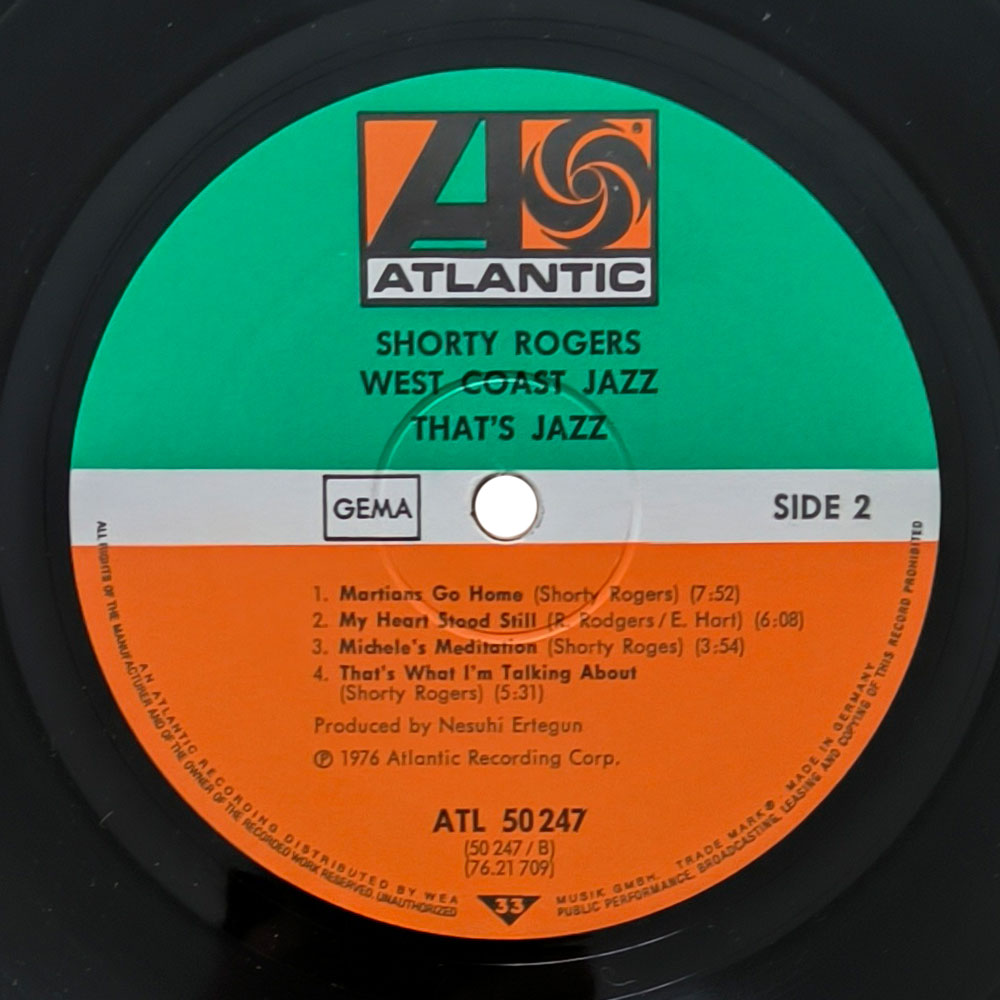 ATLANTIC
SHORTY ROGERS
WEST COAST JAZZ
THAT'S JAZZ
GEMA
SIDE 2
1. Martians Go Home (Shorty Rogers) (7:52)
2. My Heart Stood Still (R. Rodgers / E. Hart) (6:08)
3. Michele's Meditation (Shorty Roges) (3:54)
4. That's What I'm Talking About
(Shorty Rogers) (5:31)
Produced by Nesuhi Ertegun
℗ 1976 Atlantic Recording Corp.
ATL 50 247
(50 247 / B)
(76.21 709)
33
AN ATLANTIC RECORDING DISTRIBUTED BY WEA MUSIK GMBH. TRADE MARK® MADE IN GERMANY
ALL RIGHTS OF THE MANUFACTURER AND OF THE OWNER OF THE RECORDED WORK RESERVED. UNAUTHORIZED PUBLIC PERFORMANCE, BROADCASTING, LEASING AND COPYING OF THIS RECORD PROHIBITED